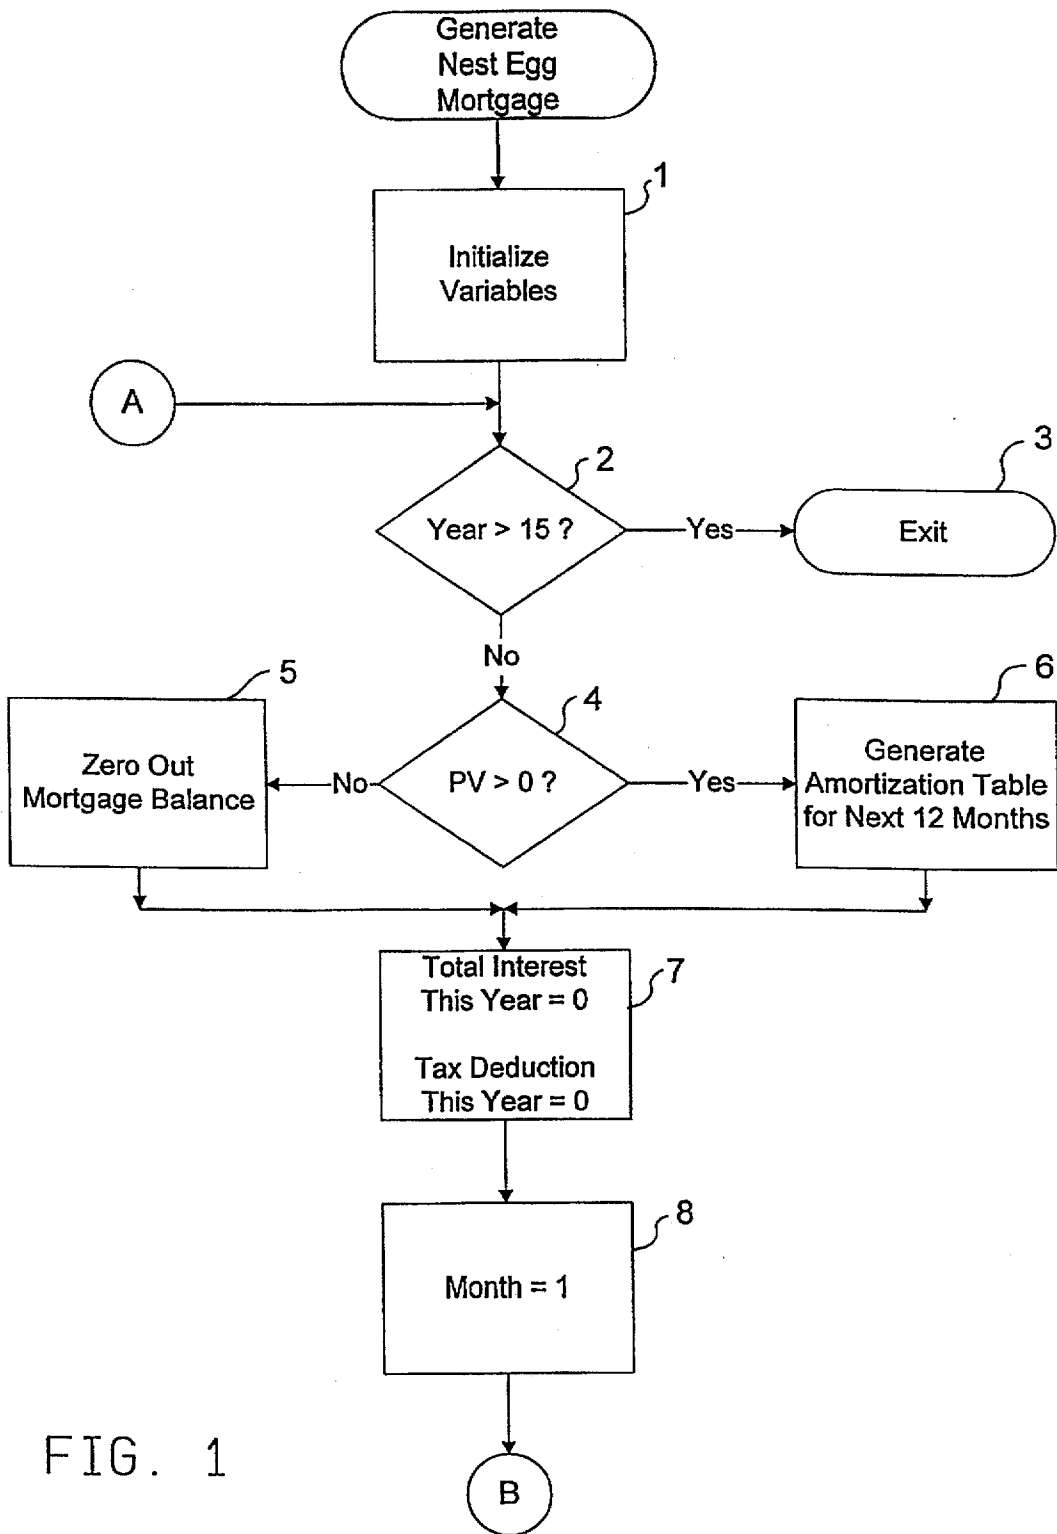 Generate
Nest Egg
Mortgage
1
Initialize
Variables
A
2
Year > 15 ?
Yes
3
Exit
No
5
Zero Out
Mortgage Balance
No
4
PV > 0 ?
Yes
6
Generate
Amortization Table
for Next 12 Months
Total Interest
This Year = 0
Tax Deduction
This Year = 0
7
8
Month = 1
B
FIG. 1